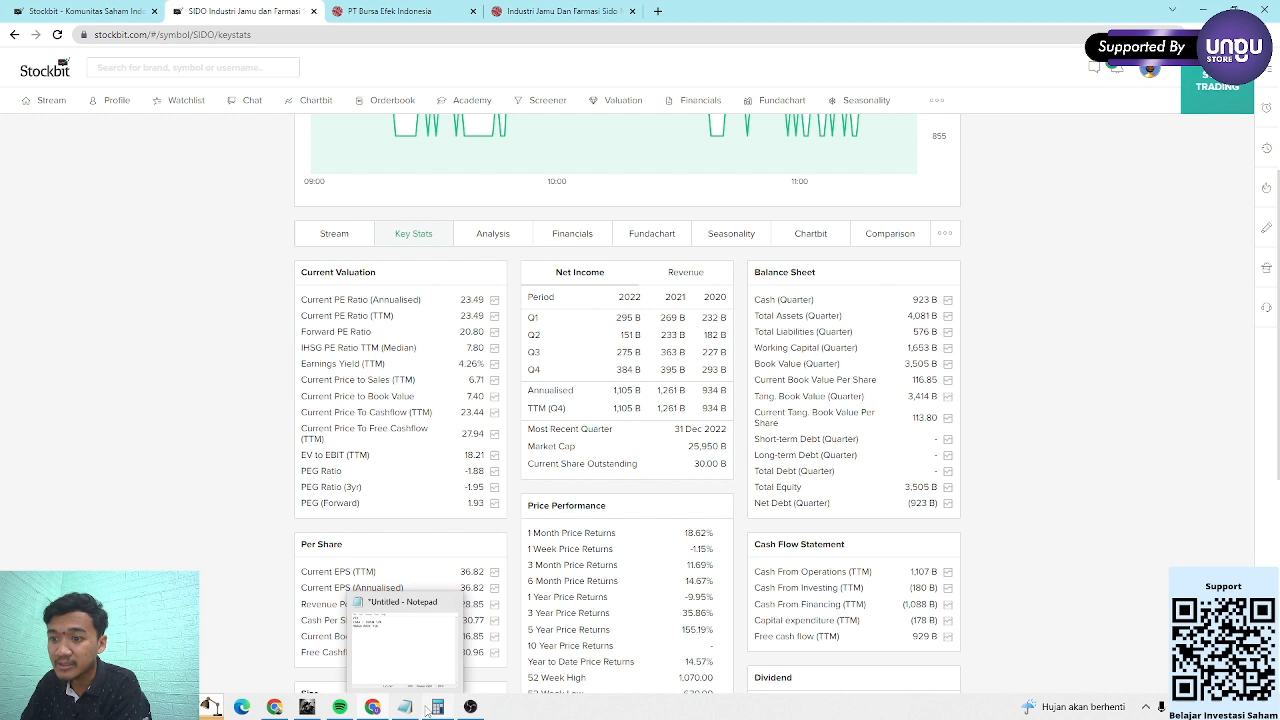 Stockbit - Komunitas Saham Indo
SIDO Industri Jamu dan Farmasi
PT Bursa Efek Indonesia
Industri Jamu Dan Farmasi Sido
stockbit.com/#/symbol/SIDO/keystats
Supported By
UNGU
STORE
Stockbit
Search for brand, symbol or username..
TRADING
Stream Profile Watchlist Chat Chartbit Orderbook Academy Screener Valuation Financials Fundachart Seasonality
855
09:00 10:00 11:00
Stream Key Stats Analysis Financials Fundachart Seasonality Chartbit Comparison
Current Valuation
Current PE Ratio (Annualised) 23.49
Current PE Ratio (TTM) 23.49
Forward PE Ratio 20.80
IHSG PE Ratio TTM (Median) 7.80
Earnings Yield (TTM) 4.26%
Current Price to Sales (TTM) 6.71
Current Price to Book Value 7.40
Current Price To Cashflow (TTM) 23.44
Current Price To Free Cashflow
(TTM) 27.94
EV to EBIT (TTM) 18.21
PEG Ratio -1.88
PEG Ratio (3yr) -1.95
PEG (Forward) 1.93
Per Share
Current EPS (TTM) 36.82
Current EPS (Annualised) 36.82
Revenue P 28.85
Cash Per S
Current Bo
Free Cashf
*Untitled - Notepad
Net Income Revenue
Period 2022 2021 2020
Q1 295 B 269 B 232 B
Q2 151 B 233 B 182 B
Q3 275 B 363 B 227 B
Q4 384 B 395 B 293 B
Annualised 1,105 B 1,261 B 934 B
TTM (Q4) 1,105 B 1,261 B 934 B
Most Recent Quarter 31 Dec 2022
Market Cap 25,950 B
Current Share Outstanding 30.00 B
Price Performance
1 Month Price Returns 18.62%
1 Week Price Returns -1.15%
3 Month Price Returns 11.69%
6 Month Price Returns 14.67%
1 Year Price Returns -9.95%
3 Year Price Returns 35.86%
5 Year Price Returns 155.19%
10 Year Price Returns -
Year to Date Price Returns 14.57%
52 Week High 1,070.00
Balance Sheet
Cash (Quarter) 923 B
Total Assets (Quarter) 4,081 B
Total Liabilities (Quarter) 576 B
Working Capital (Quarter) 1,653 B
Book Value (Quarter) 3,505 B
Current Book Value Per Share 116.85
Tang. Book Value (Quarter) 3,414 B
Current Tang. Book Value Per
Share 113.80
Short-term Debt (Quarter) -
Long-term Debt (Quarter) -
Total Debt (Quarter) -
Total Equity 3,505 B
Net Debt (Quarter) (923 B)
Cash Flow Statement
Cash From Operations (TTM) 1,107 B
Cash From Investing (TTM) (180 B)
Cash From Financing (TTM) (1,088 B)
Capital expenditure (TTM) (178 B)
Free cash flow (TTM) 929 B
Dividend
Support
Hujan akan berhenti
Belajar Investasi Saham